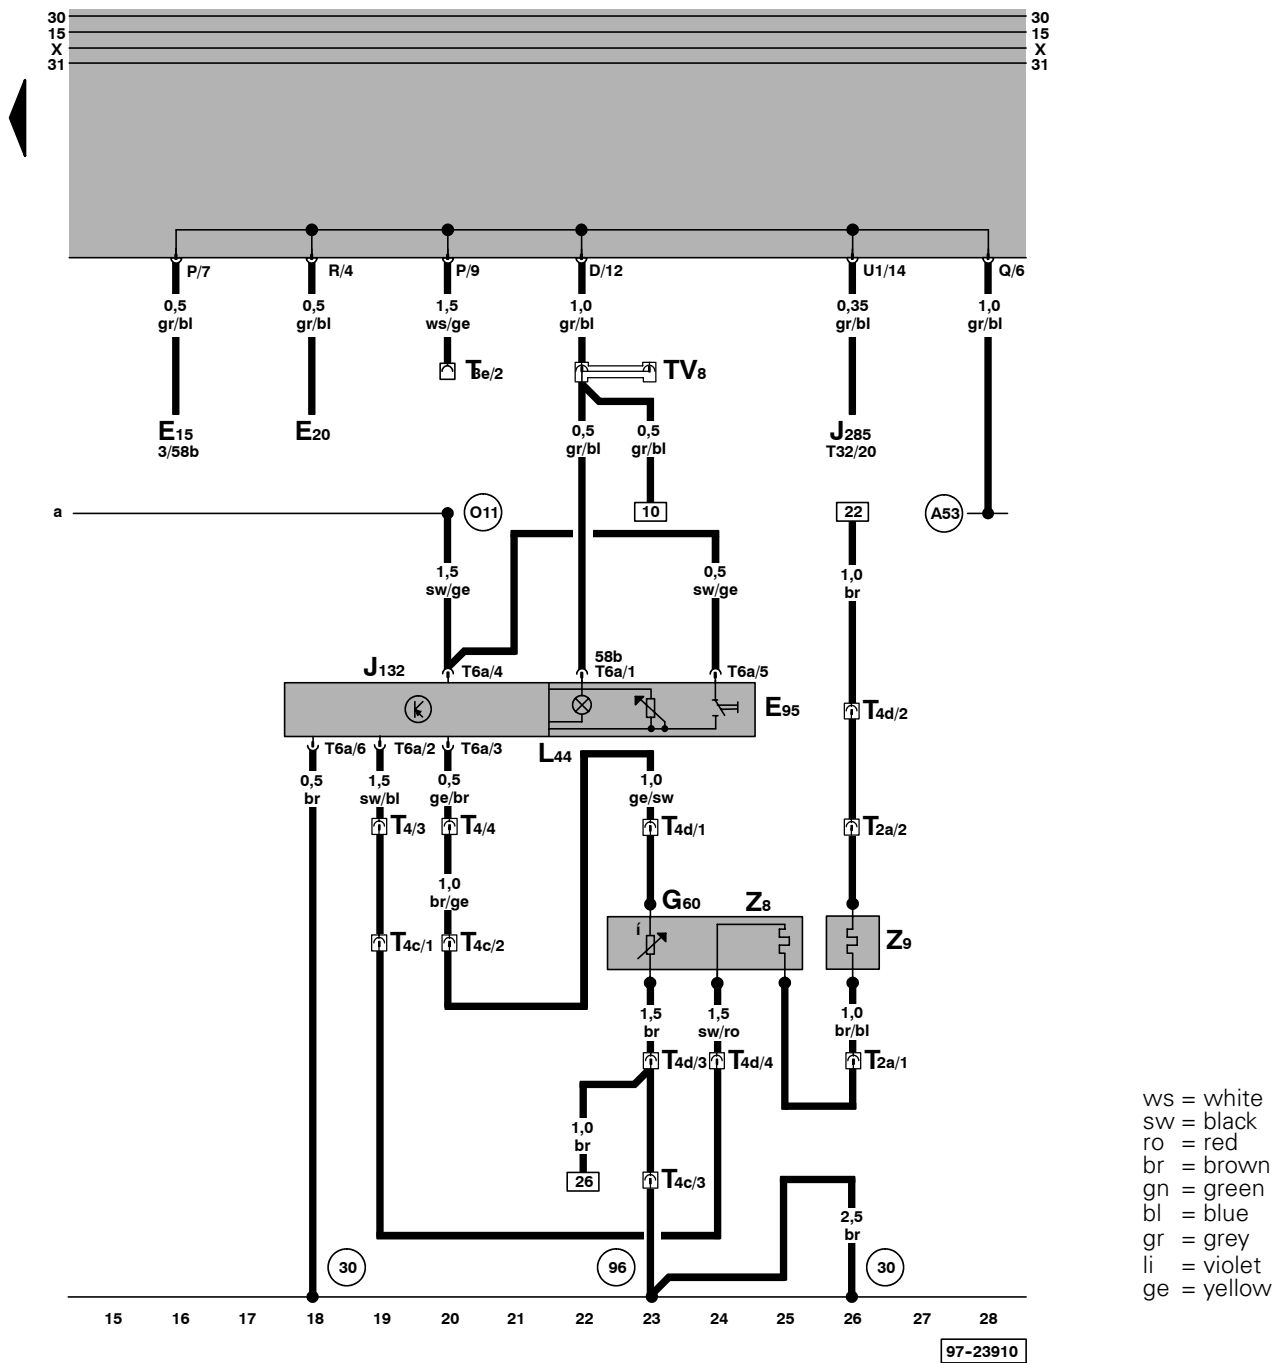 30 30
15 15
X X
31 31
P/7 R/4 P/9 D/12 U1/14 Q/6
0,5 0,5 1,5 1,0 0,35 1,0
gr/bl gr/bl ws/ge gr/bl gr/bl gr/bl
T8e/2 TV8
E15 E20 0,5 0,5 J285
3/58b gr/bl gr/bl T32/20
a O11 10 22 A53
1,5 0,5 1,0
sw/ge sw/ge br
58b
J132 T6a/4 T6a/1 T6a/5
E95 T4d/2
T6a/6 T6a/2 T6a/3 L44
0,5 1,5 0,5 1,0
br sw/bl ge/br ge/sw
T4/3 T4/4 T4d/1 T2a/2
1,0
br/ge
G60 Z8
í
T4c/1 T4c/2 Z9
1,5 1,5 1,0
br sw/ro br/bl
T4d/3 T4d/4 T2a/1
1,0
br
26 T4c/3
2,5
br
30 96 30
15 16 17 18 19 20 21 22 23 24 25 26 27 28
97-23910
ws = white
sw = black
ro = red
br = brown
gn = green
bl = blue
gr = grey
li = violet
ge = yellow